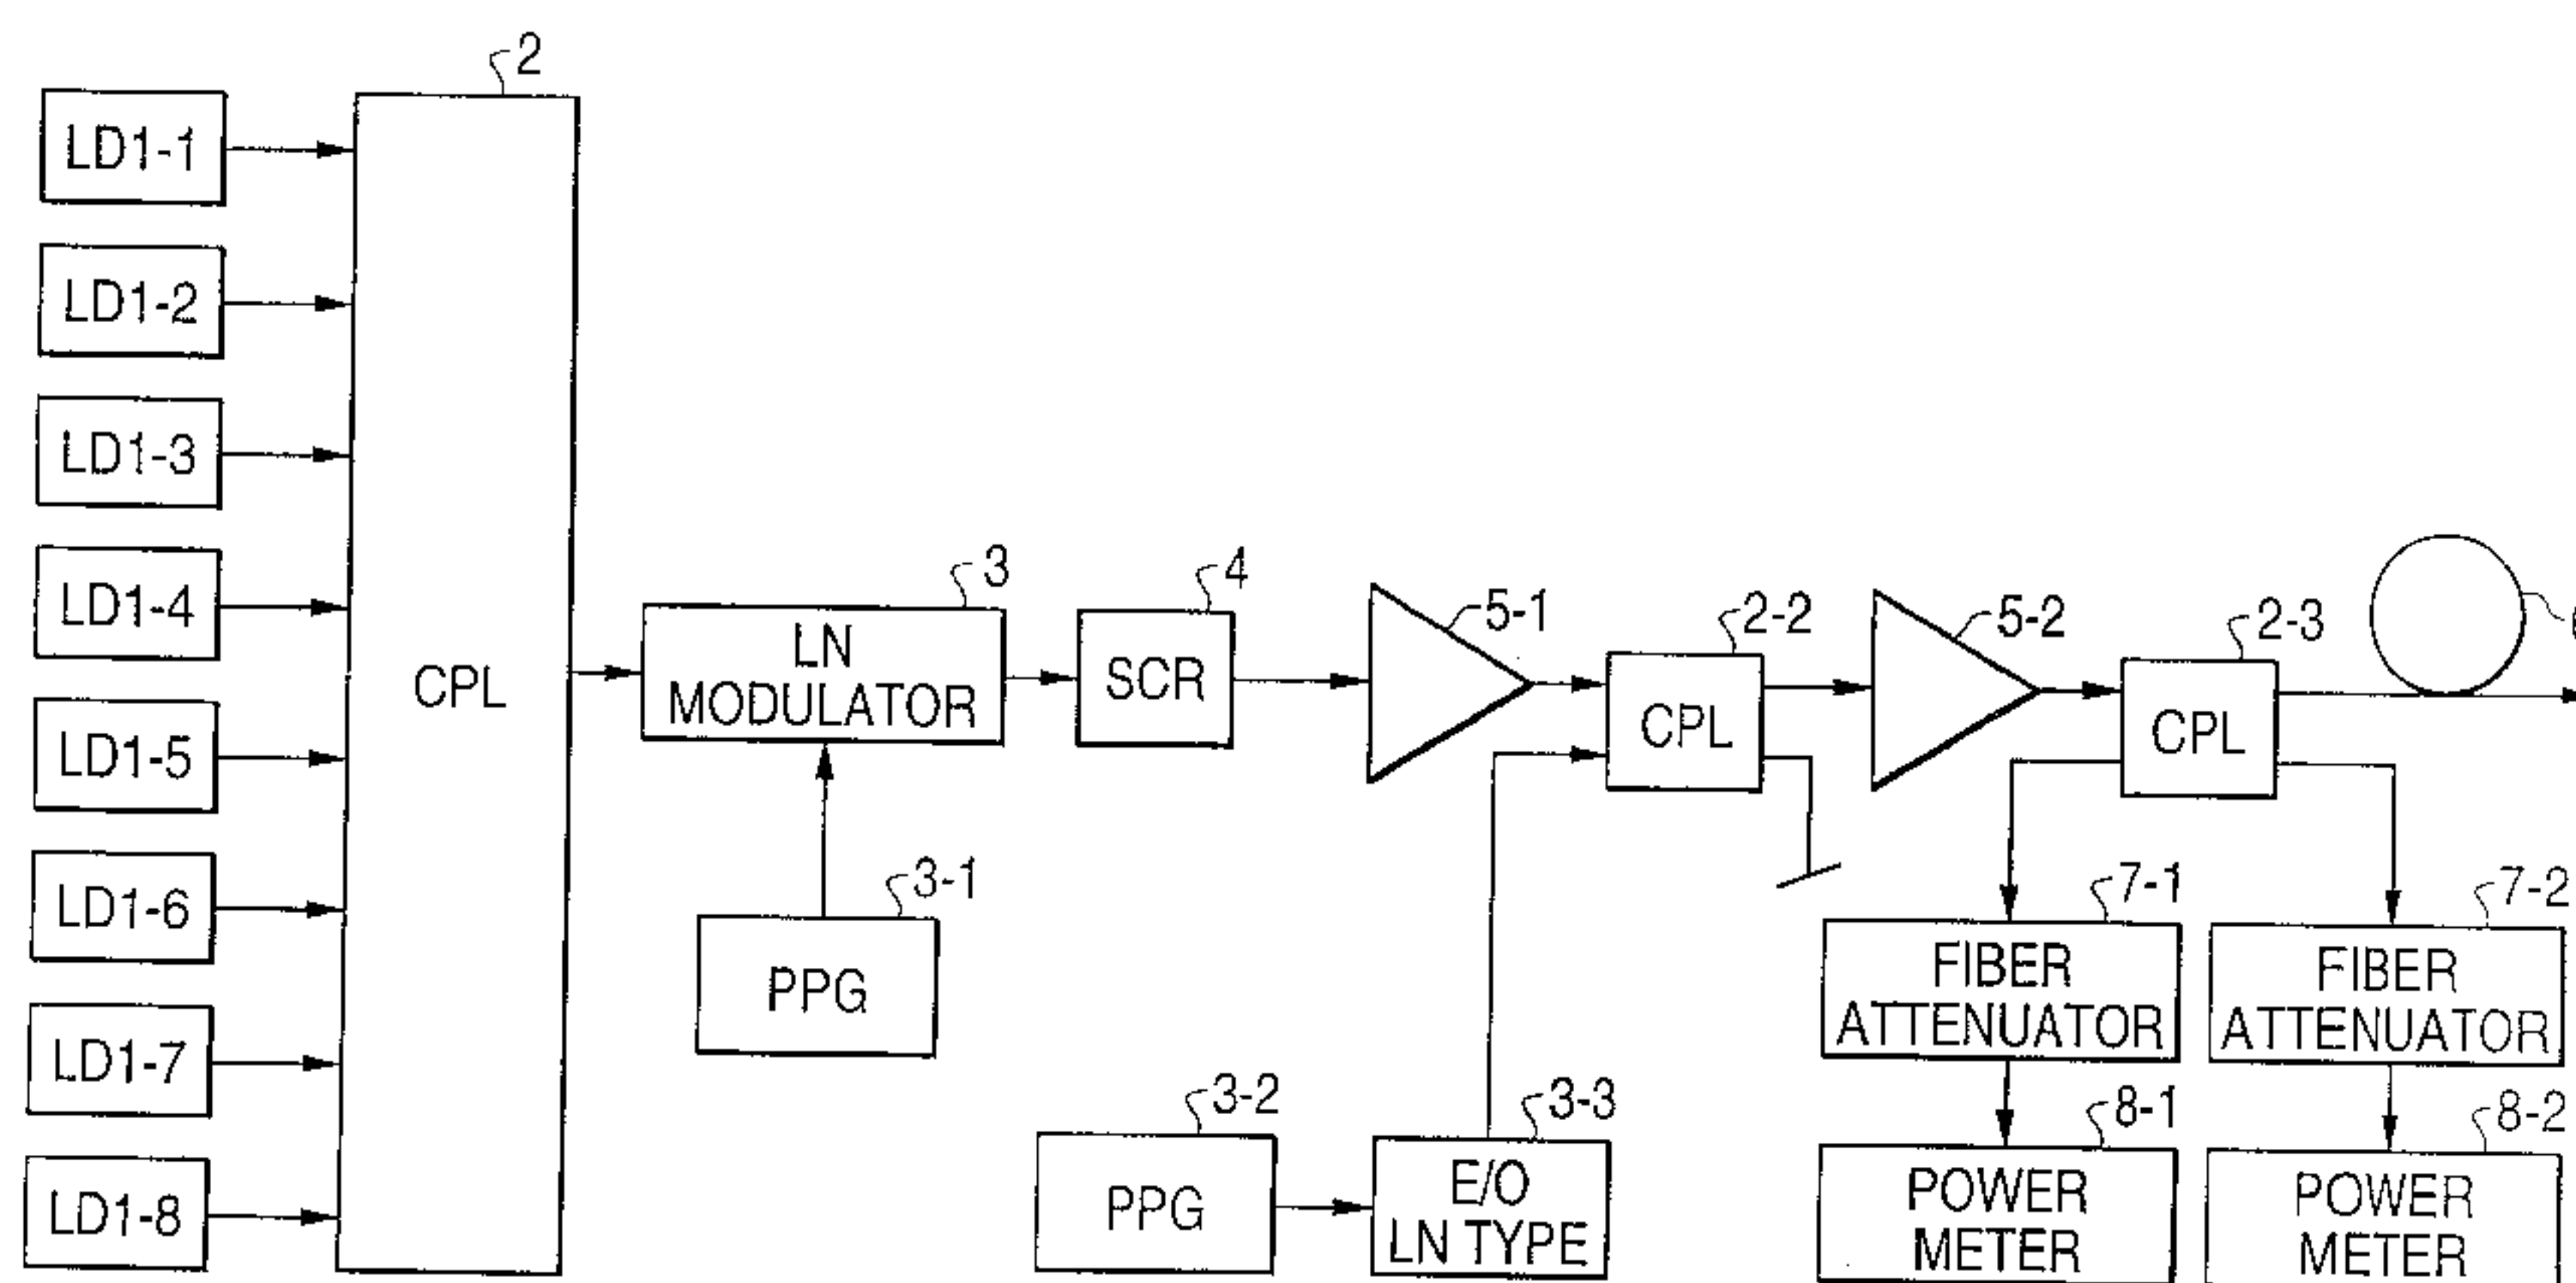 2
LD1-1
LD1-2
LD1-3
LD1-4
LD1-5
LD1-6
LD1-7
LD1-8
CPL
3
LN
MODULATOR
3-1
PPG
4
SCR
5-1
2-2
CPL
3-2
PPG
3-3
E/O
LN TYPE
5-2
2-3
CPL
7-1
FIBER
ATTENUATOR
8-1
POWER
METER
7-2
FIBER
ATTENUATOR
8-2
POWER
METER